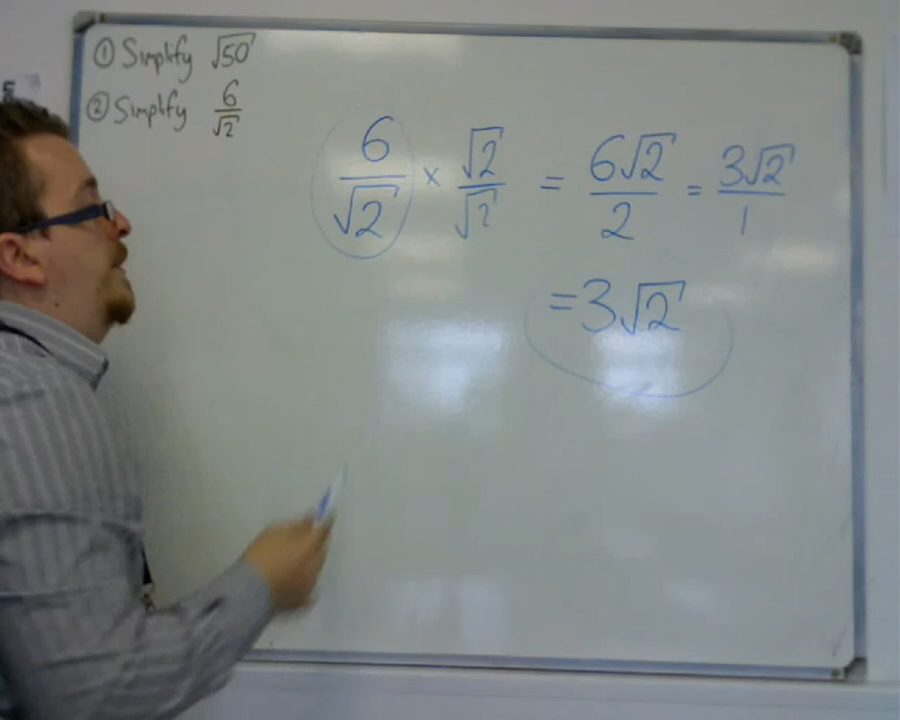 ① Simplify √50
② Simplify 6/√2
6/√2 × √2/√2 = 6√2/2 = 3√2/1
= 3√2